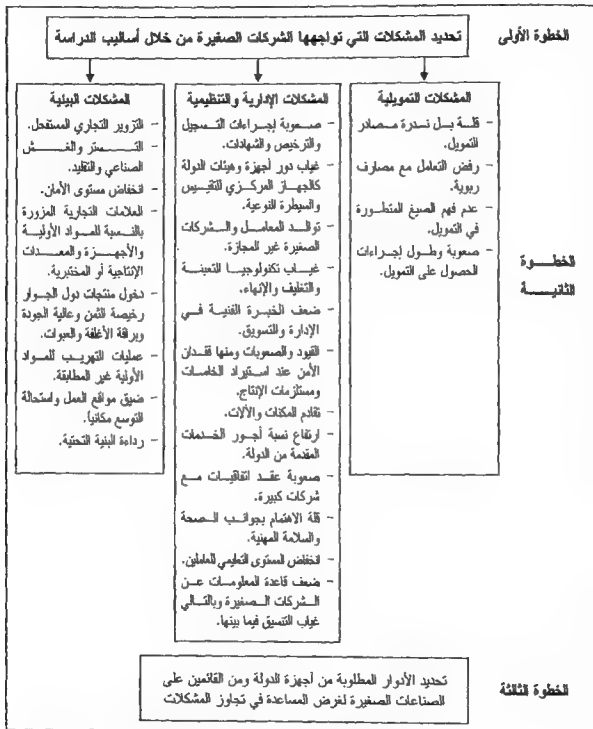 الخطوة الأولى
تحديد المشكلات التي تواجهها الشركات الصغيرة من خلال أساليب الدراسة
الخطوة
الثانية
المشكلات التمويلية
- قلة بل ندرة مصادر
التمويل.
- رفض التعامل مع مصارف
ربوية.
- عدم فهم الصيغ المتطورة
في التمويل.
- صعوبة وطول إجراءات
الحصول على التمويل.
المشكلات الإدارية والتنظيمية
- صعوبة إجراءات التسجيل
والترخيص والشهادات.
- غياب دور أجهزة وهيئات الدولة
كالجهاز المركزي للتقييس
والسيطرة النوعية.
- توالد المعامل والشركات
الصغيرة غير المجازة.
- غياب تكنولوجيا التعبئة
والتغليف والإنهاء.
- ضعف الخبرة الفنية في
الإدارة والتسويق.
- القيود والصعوبات ومنها فقدان
الأمن عند استيراد الخامات
ومستلزمات الإنتاج.
- تقادم المكنات والآلات.
- ارتفاع نسبة أجور الخدمات
المقدمة من الدولة.
- صعوبة عقد اتفاقيات مع
شركات كبيرة.
- قلة الاهتمام بجوانب الصحة
والسلامة المهنية.
- انخفاض المستوى التعليمي للعاملين.
- ضعف قاعدة المعلومات عن
الشركات الصغيرة وبالتالي
غياب التنسيق فيما بينها.
المشكلات البيئية
- التزوير التجاري المستفحل.
- التستر والغش
الصناعي والتقليد.
- انخفاض مستوى الأمان.
- العلامات التجارية المزورة
بالنسبة للمواد الأولية
والأجهزة والمعدات
الإنتاجية أو المختبرية.
- دخول منتجات دول الجوار
رخيصة الثمن وعالية الجودة
وبراقة الأغلفة والعبوات.
- عمليات التهريب للمواد
الأولية غير المطابقة.
- ضيق مواقع العمل واستحالة
التوسع مكانياً.
- رداءة البنية التحتية.
الخطوة الثالثة
تحديد الأدوار المطلوبة من أجهزة الدولة ومن القائمين على
الصناعات الصغيرة لغرض المساعدة في تجاوز المشكلات